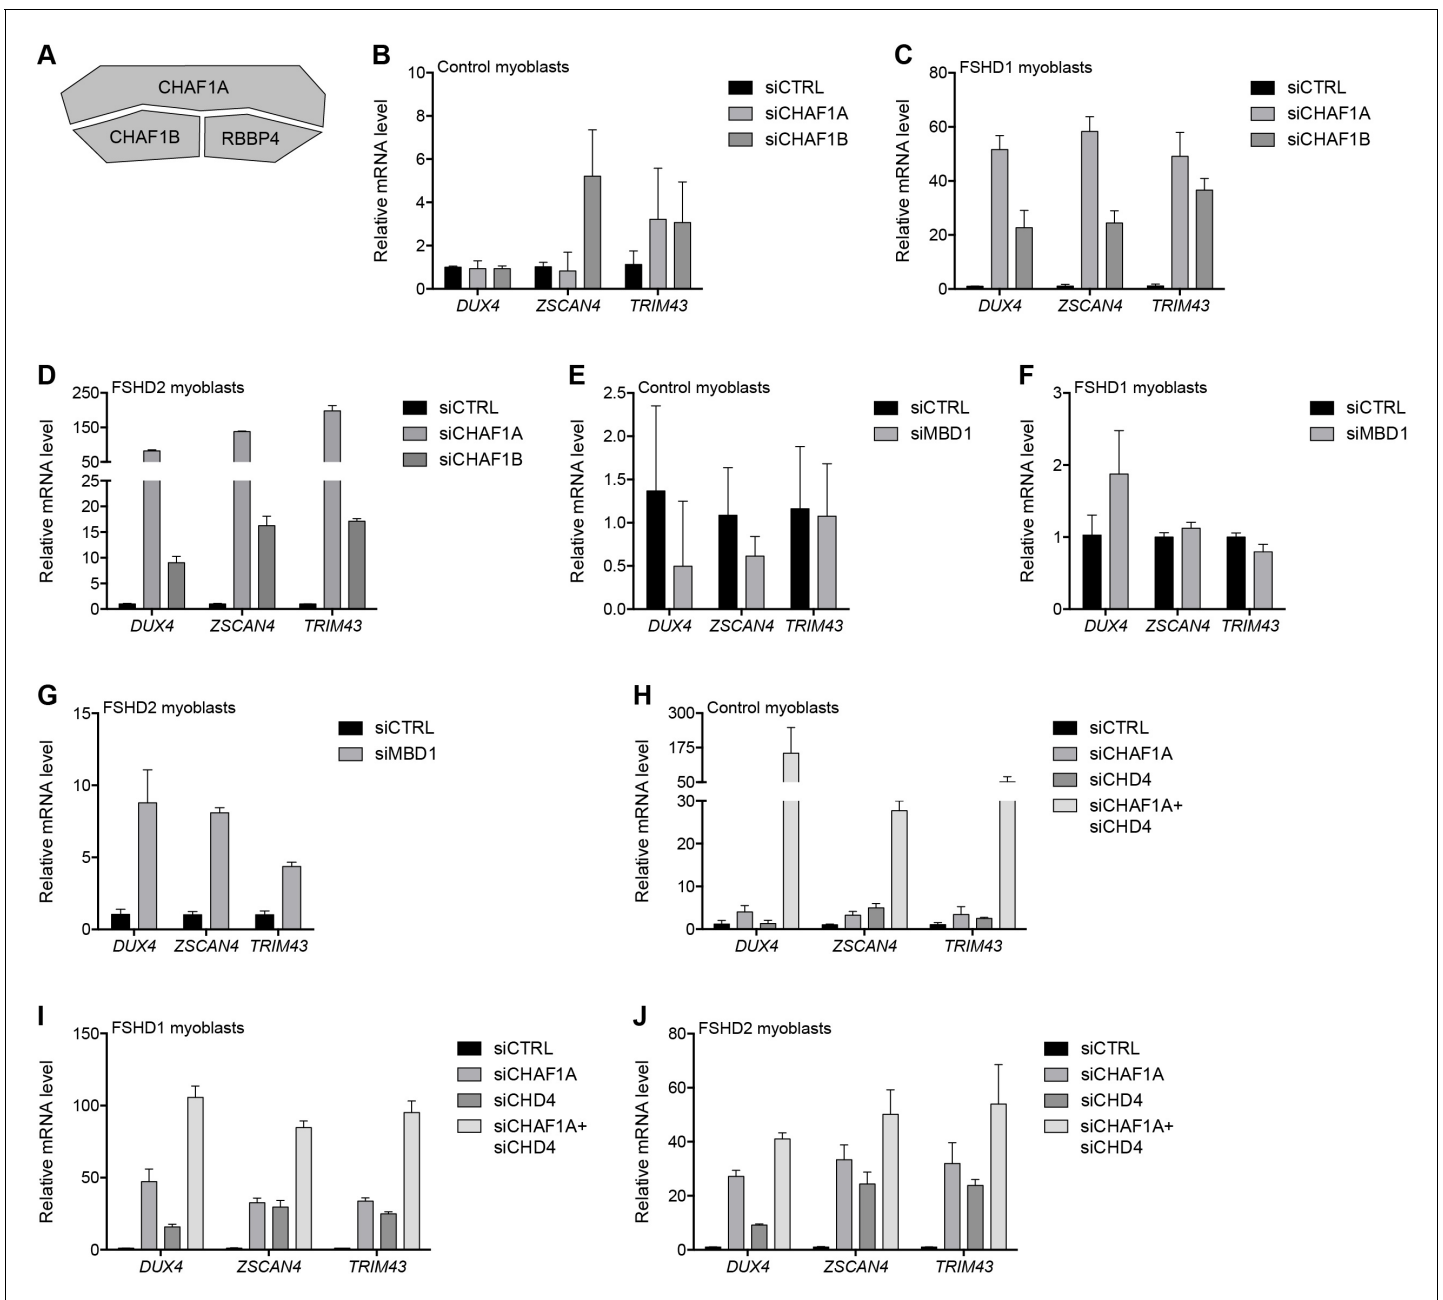 A
CHAF1A
CHAF1B
RBBP4
B
Control myoblasts
Relative mRNA level
10
8
6
4
2
0
DUX4 ZSCAN4 TRIM43
siCTRL
siCHAF1A
siCHAF1B
C
FSHD1 myoblasts
Relative mRNA level
80
60
40
20
0
DUX4 ZSCAN4 TRIM43
siCTRL
siCHAF1A
siCHAF1B
D
FSHD2 myoblasts
Relative mRNA level
250
150
50
25
20
15
10
5
0
DUX4 ZSCAN4 TRIM43
siCTRL
siCHAF1A
siCHAF1B
E
Control myoblasts
Relative mRNA level
2.5
2.0
1.5
1.0
0.5
0.0
DUX4 ZSCAN4 TRIM43
siCTRL
siMBD1
F
FSHD1 myoblasts
Relative mRNA level
3
2
1
0
DUX4 ZSCAN4 TRIM43
siCTRL
siMBD1
G
FSHD2 myoblasts
Relative mRNA level
15
10
5
0
DUX4 ZSCAN4 TRIM43
siCTRL
siMBD1
H
Control myoblasts
Relative mRNA level
300
175
50
30
20
10
0
DUX4 ZSCAN4 TRIM43
siCTRL
siCHAF1A
siCHD4
siCHAF1A+
siCHD4
I
FSHD1 myoblasts
Relative mRNA level
150
100
50
0
DUX4 ZSCAN4 TRIM43
siCTRL
siCHAF1A
siCHD4
siCHAF1A+
siCHD4
J
FSHD2 myoblasts
Relative mRNA level
80
60
40
20
0
DUX4 ZSCAN4 TRIM43
siCTRL
siCHAF1A
siCHD4
siCHAF1A+
siCHD4